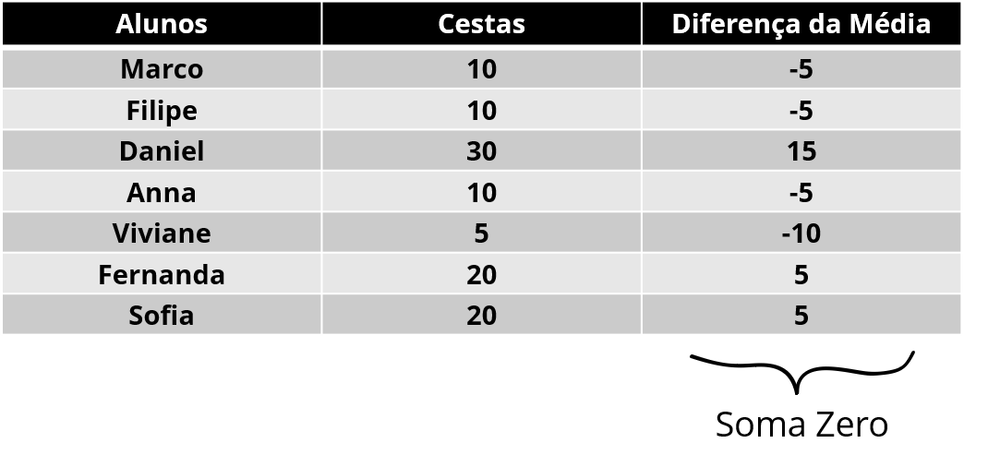 Alunos Cestas Diferença da Média
Marco 10 -5
Filipe 10 -5
Daniel 30 15
Anna 10 -5
Viviane 5 -10
Fernanda 20 5
Sofia 20 5
Soma Zero